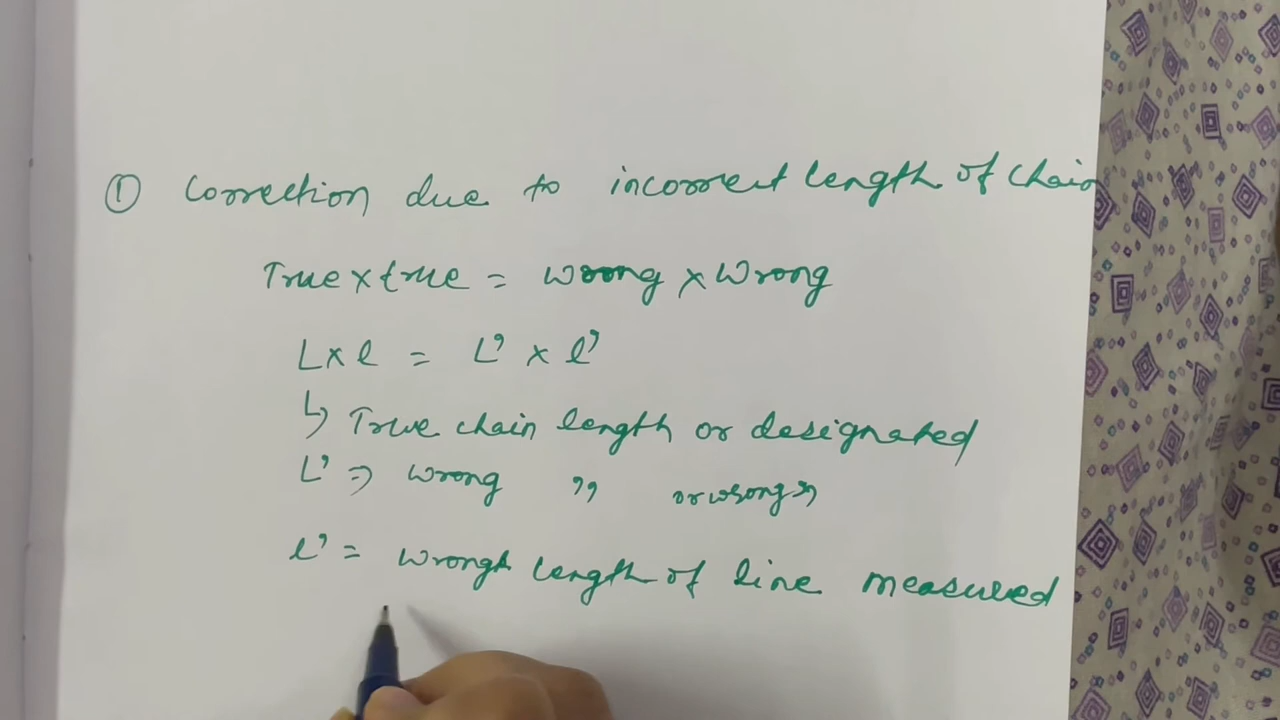 ① Correction due to incorrect length of chain
True × true = wrong × wrong
L × l = L' × l'
↳ True chain length or designated
L' ⇒ wrong ,, or wrong ,,
l' = wrongh length of line measured